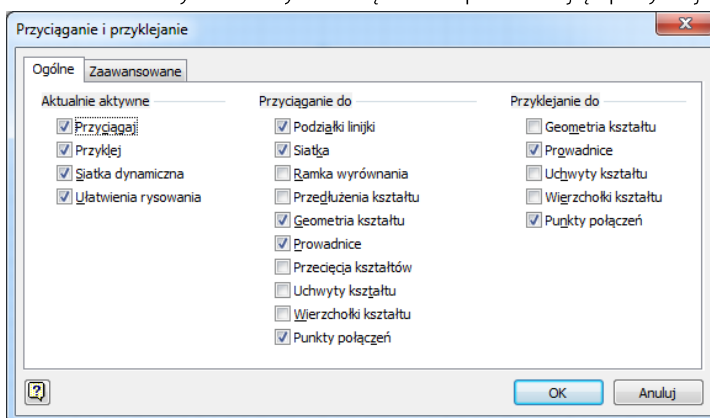 Przyciąganie i przyklejanie
Ogólne
Zaawansowane
Aktualnie aktywne
Przyciągaj
Przyklej
Siatka dynamiczna
Ułatwienia rysowania
Przyciąganie do
Podziałki linijki
Siatka
Ramka wyrównania
Przedłużenia kształtu
Geometria kształtu
Prowadnice
Przecięcia kształtów
Uchwyty kształtu
Wierzchołki kształtu
Punkty połączeń
Przyklejanie do
Geometria kształtu
Prowadnice
Uchwyty kształtu
Wierzchołki kształtu
Punkty połączeń
OK
Anuluj